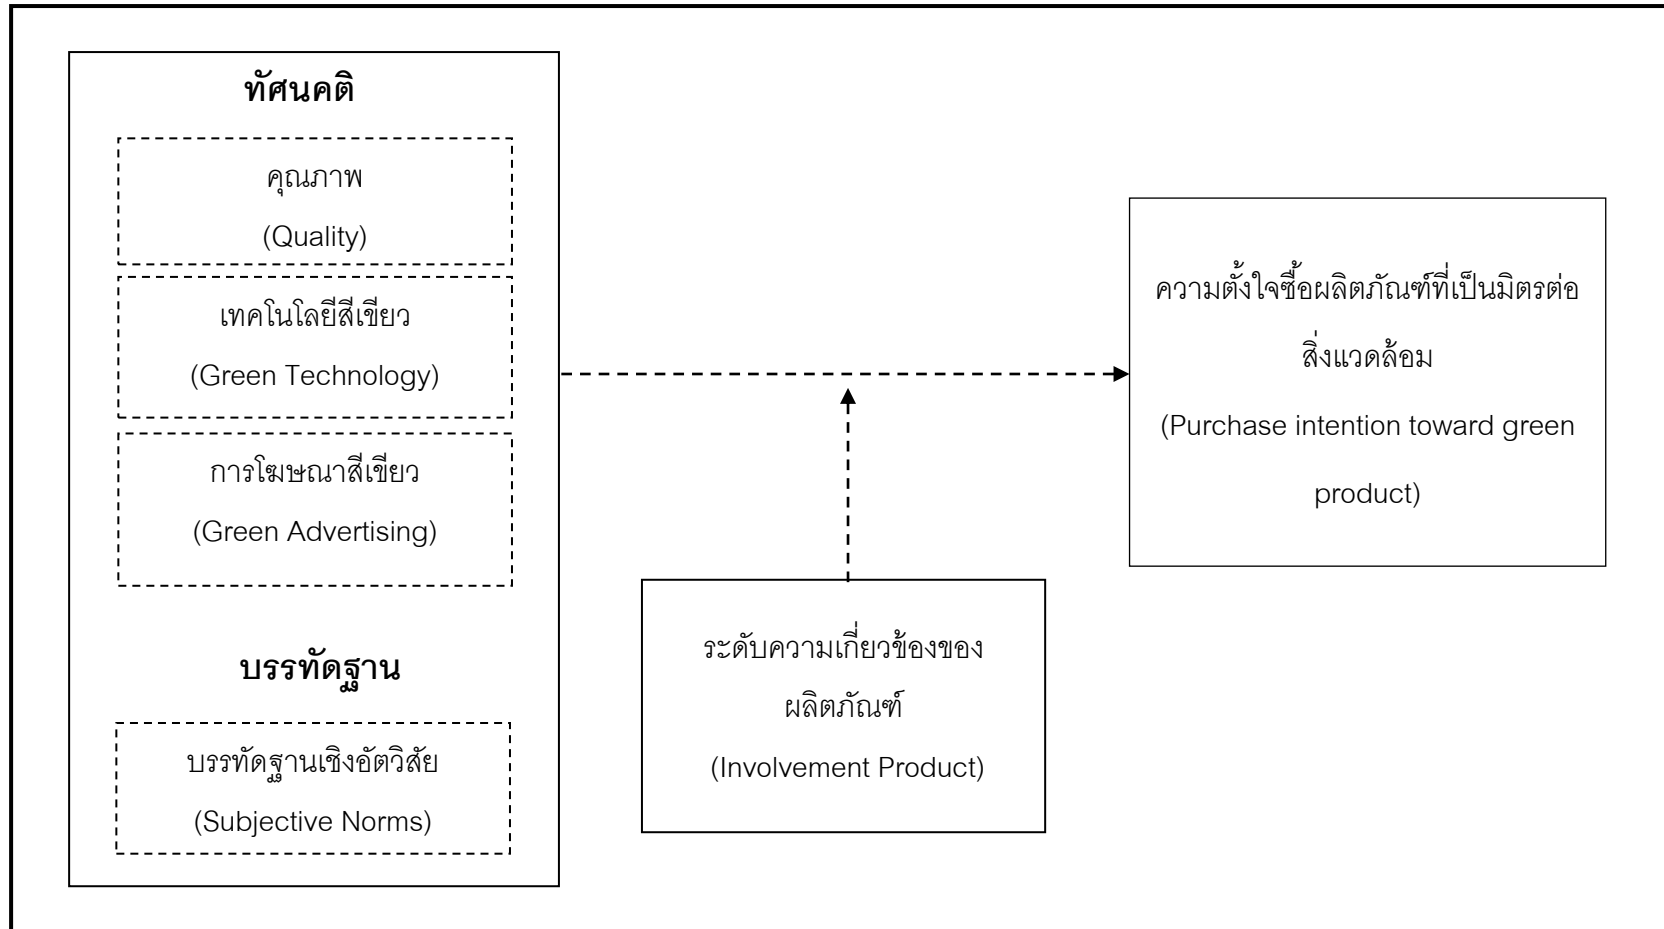 ทัศนคติ
คุณภาพ
(Quality)
เทคโนโลยีสีเขียว
(Green Technology)
การโฆษณาสีเขียว
(Green Advertising)
บรรทัดฐาน
บรรทัดฐานเชิงอัตวิสัย
(Subjective Norms)
ระดับความเกี่ยวข้องของ
ผลิตภัณฑ์
(Involvement Product)
ความตั้งใจซื้อผลิตภัณฑ์ที่เป็นมิตรต่อ
สิ่งแวดล้อม
(Purchase intention toward green
product)